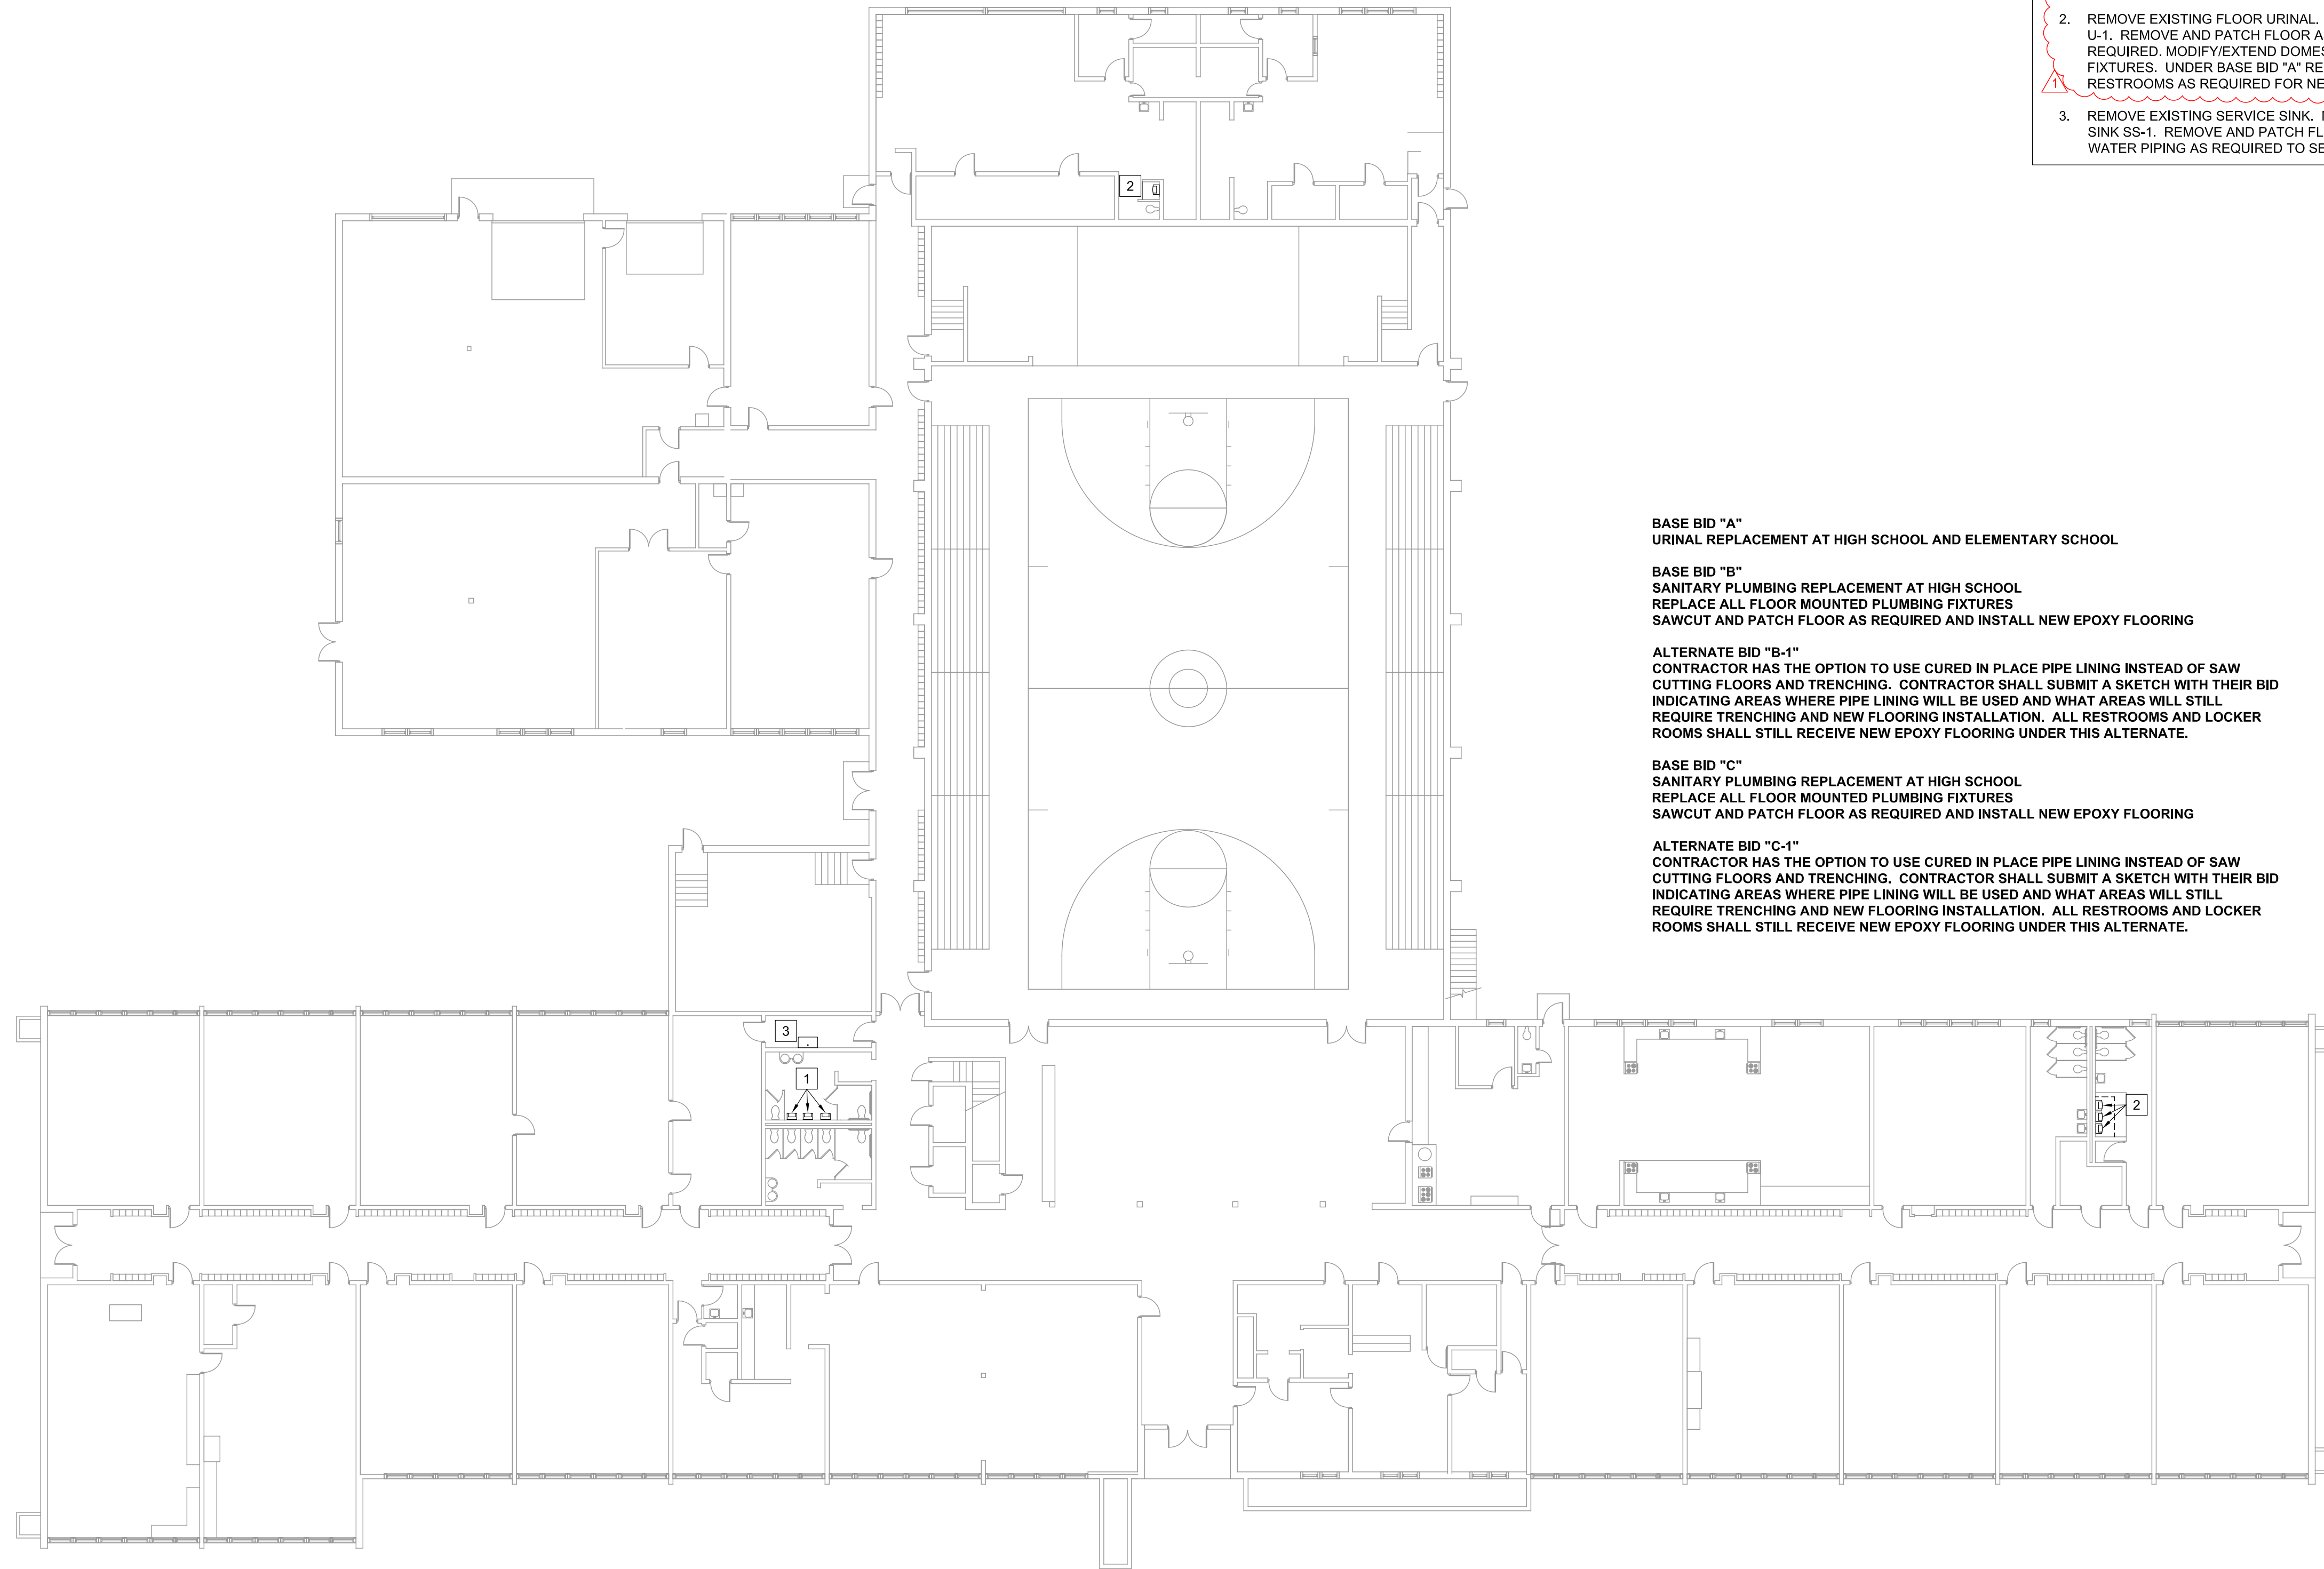 2. REMOVE EXISTING FLOOR URINAL.
U-1. REMOVE AND PATCH FLOOR A
REQUIRED. MODIFY/EXTEND DOMES
FIXTURES. UNDER BASE BID "A" RE
1 RESTROOMS AS REQUIRED FOR NE
3. REMOVE EXISTING SERVICE SINK.
SINK SS-1. REMOVE AND PATCH FL
WATER PIPING AS REQUIRED TO SE
2
BASE BID "A"
URINAL REPLACEMENT AT HIGH SCHOOL AND ELEMENTARY SCHOOL
BASE BID "B"
SANITARY PLUMBING REPLACEMENT AT HIGH SCHOOL
REPLACE ALL FLOOR MOUNTED PLUMBING FIXTURES
SAWCUT AND PATCH FLOOR AS REQUIRED AND INSTALL NEW EPOXY FLOORING
ALTERNATE BID "B-1"
CONTRACTOR HAS THE OPTION TO USE CURED IN PLACE PIPE LINING INSTEAD OF SAW
CUTTING FLOORS AND TRENCHING. CONTRACTOR SHALL SUBMIT A SKETCH WITH THEIR BID
INDICATING AREAS WHERE PIPE LINING WILL BE USED AND WHAT AREAS WILL STILL
REQUIRE TRENCHING AND NEW FLOORING INSTALLATION. ALL RESTROOMS AND LOCKER
ROOMS SHALL STILL RECEIVE NEW EPOXY FLOORING UNDER THIS ALTERNATE.
BASE BID "C"
SANITARY PLUMBING REPLACEMENT AT HIGH SCHOOL
REPLACE ALL FLOOR MOUNTED PLUMBING FIXTURES
SAWCUT AND PATCH FLOOR AS REQUIRED AND INSTALL NEW EPOXY FLOORING
ALTERNATE BID "C-1"
CONTRACTOR HAS THE OPTION TO USE CURED IN PLACE PIPE LINING INSTEAD OF SAW
CUTTING FLOORS AND TRENCHING. CONTRACTOR SHALL SUBMIT A SKETCH WITH THEIR BID
INDICATING AREAS WHERE PIPE LINING WILL BE USED AND WHAT AREAS WILL STILL
REQUIRE TRENCHING AND NEW FLOORING INSTALLATION. ALL RESTROOMS AND LOCKER
ROOMS SHALL STILL RECEIVE NEW EPOXY FLOORING UNDER THIS ALTERNATE.
3
1
2